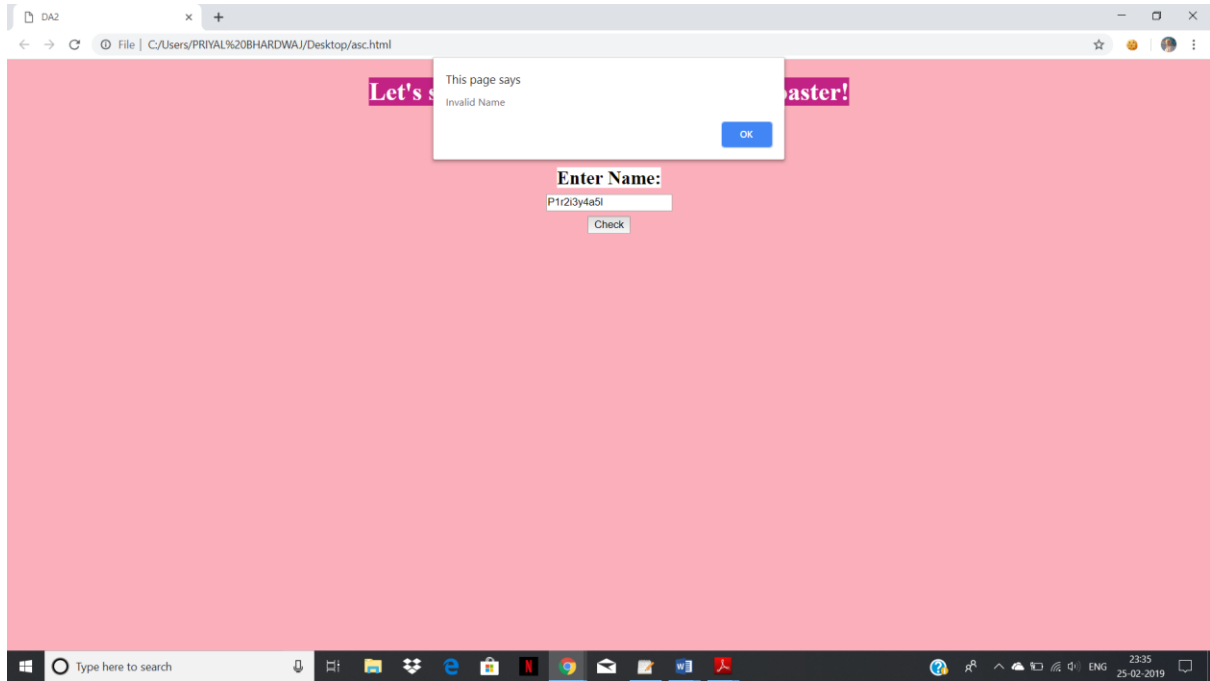 DA2
File | C:/Users/PRIYAL%20BHARDWAJ/Desktop/asc.html
This page says
Invalid Name
OK
Let's
aster!
Enter Name:
P1r2i3y4a5l
Check
Type here to search
ENG
23:35
25-02-2019